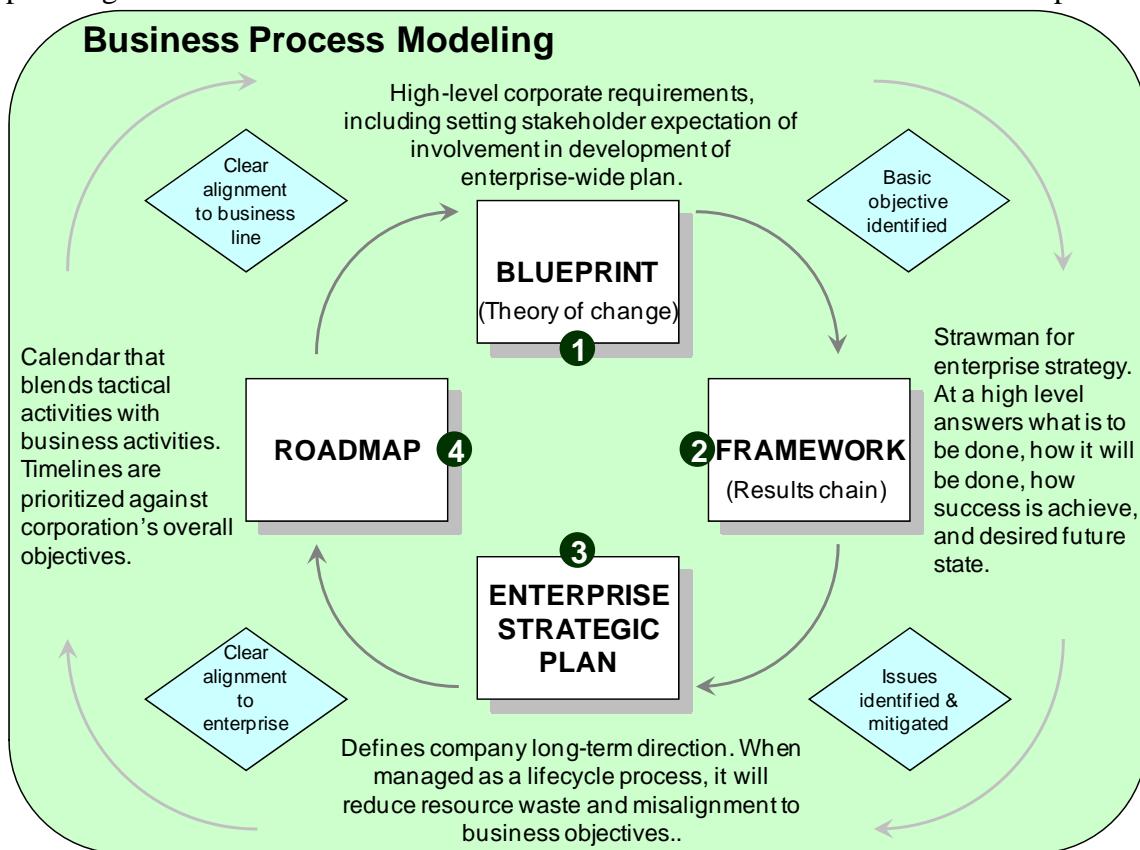 Business Process Modeling
High-level corporate requirements,
including setting stakeholder expectation of
involvement in development of
enterprise-wide plan.
Clear
alignment
to business
line
Basic
objective
identified
BLUEPRINT
(Theory of change)
1
Calendar that
blends tactical
activities with
business activities.
Timelines are
prioritized against
corporation's overall
objectives.
ROADMAP
4
2
FRAMEWORK
(Results chain)
Strawman for
enterprise strategy.
At a high level
answers what is to
be done, how it will
be done, how
success is achieve,
and desired future
state.
3
ENTERPRISE
STRATEGIC
PLAN
Clear
alignment
to
enterprise
Issues
identified &
mitigated
Defines company long-term direction. When
managed as a lifecycle process, it will
reduce resource waste and misalignment to
business objectives..